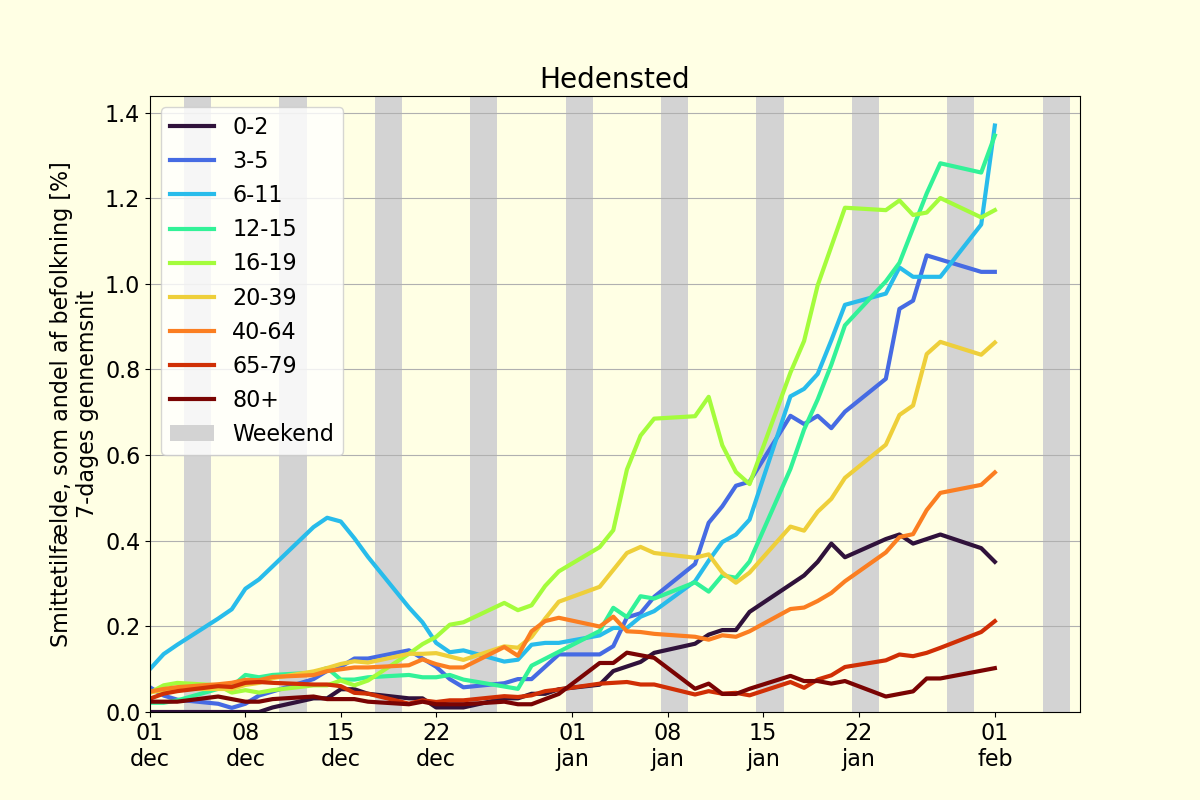 Hedensted
Smittetilfælde, som andel af befolkning [%]
7-dages gennemsnit
1.4
1.2
1.0
0.8
0.6
0.4
0.2
0.0
0-2
3-5
6-11
12-15
16-19
20-39
40-64
65-79
80+
Weekend
01 08 15 22 01 08 15 22 01
dec dec dec dec jan jan jan jan feb